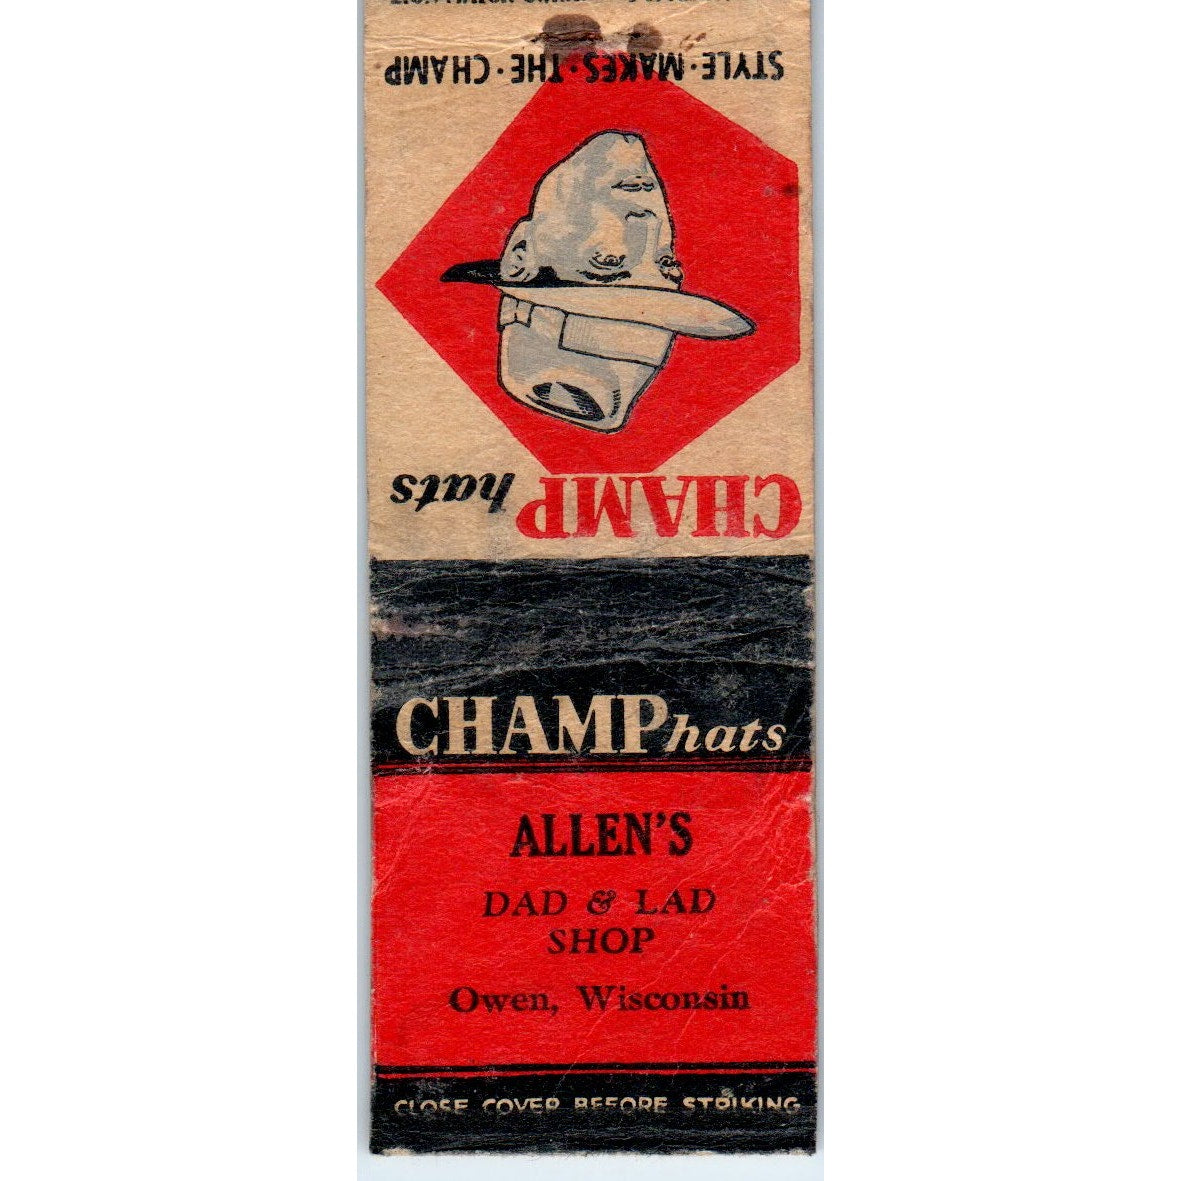 CHAMP hats
STYLE·MAKES·THE·CHAMP
CHAMP hats
ALLEN'S
DAD & LAD
SHOP
Owen, Wisconsin
CLOSE COVER BEFORE STRIKING